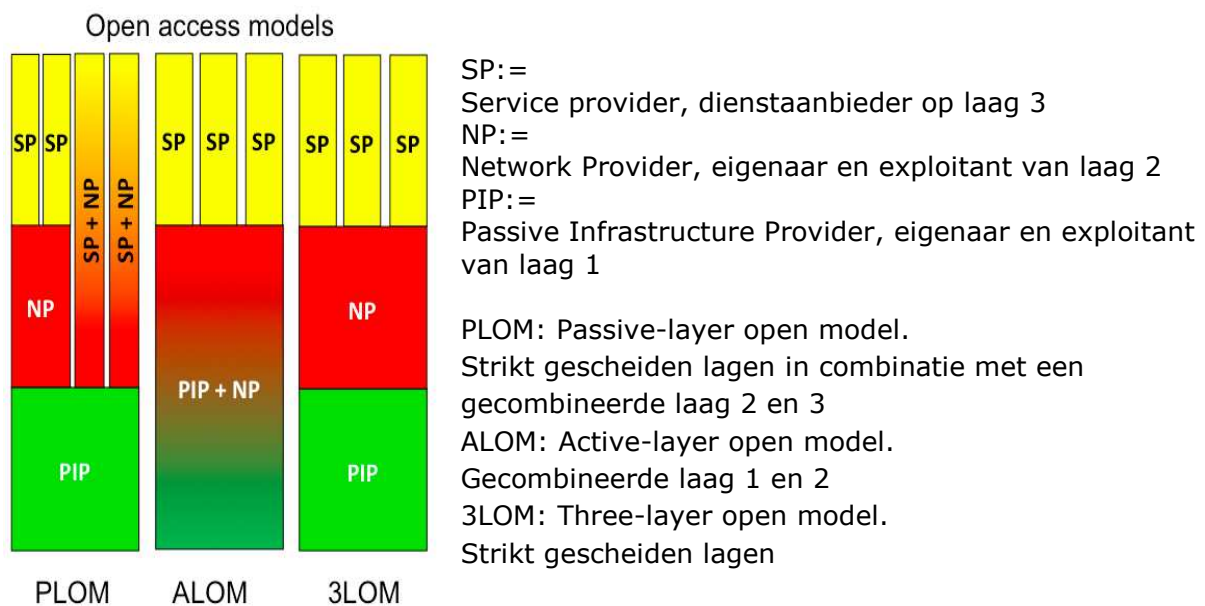 Open access models
SP SP SP + NP SP + NP
NP
PIP
SP SP SP
PIP + NP
SP SP SP
NP
PIP
PLOM ALOM 3LOM
SP:=
Service provider, dienstaanbieder op laag 3
NP:=
Network Provider, eigenaar en exploitant van laag 2
PIP:=
Passive Infrastructure Provider, eigenaar en exploitant
van laag 1
PLOM: Passive-layer open model.
Strikt gescheiden lagen in combinatie met een
gecombineerde laag 2 en 3
ALOM: Active-layer open model.
Gecombineerde laag 1 en 2
3LOM: Three-layer open model.
Strikt gescheiden lagen